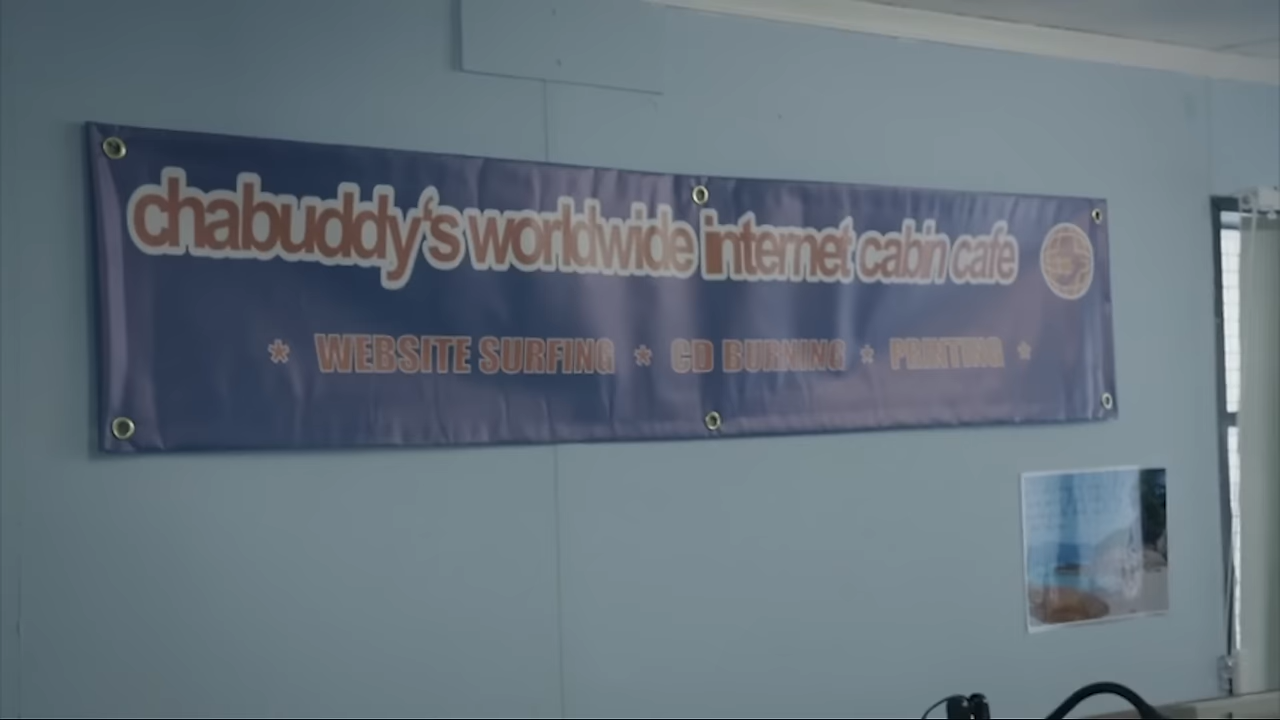 chabuddy's worldwide internet cabin cafe
* WEBSITE SURFING * CD BURNING * PRINTING *